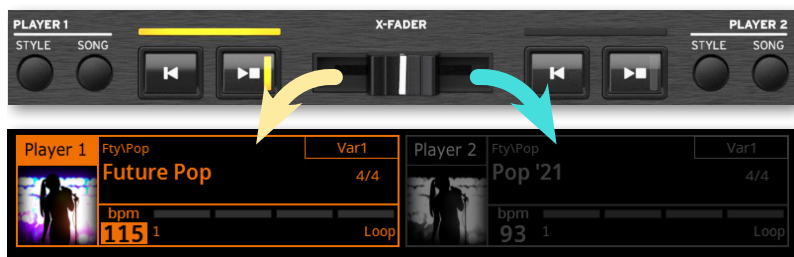 PLAYER 1
X-FADER
PLAYER 2
STYLE SONG
STYLE SONG
Player 1
Fty\Pop
Var1
Future Pop
4/4
bpm
115
1
Loop
Player 2
Fty\Pop
Var1
Pop '21
4/4
bpm
93
1
Loop